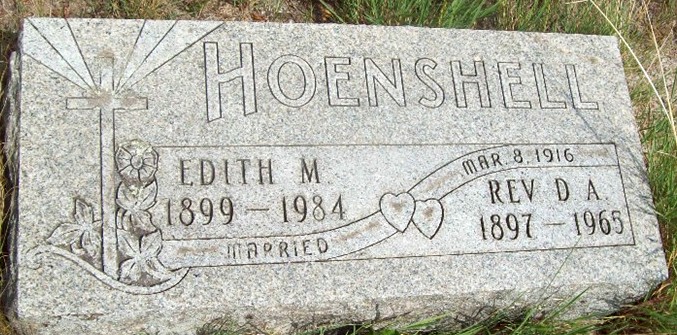 HOENSHELL
EDITH M.
1899 – 1984
MARRIED
MAR. 8, 1916
REV D. A.
1897 – 1965